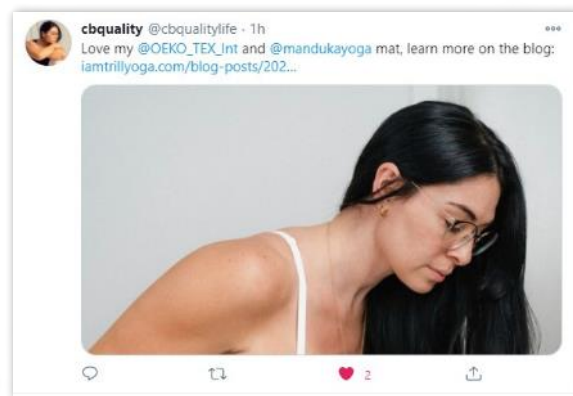 cbquality @cbqualitylife · 1h
Love my @OEKO_TEX_Int and @mandukayoga mat, learn more on the blog:
iamtrillyoga.com/blog-posts/202...
2